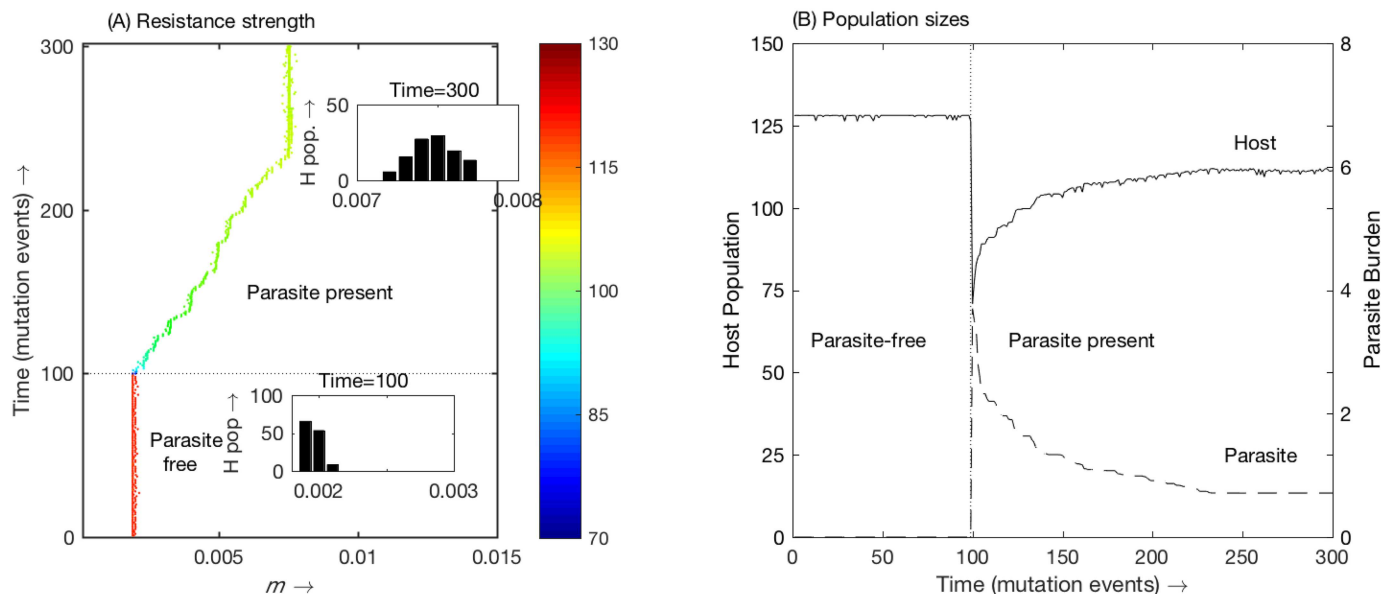 (A) Resistance strength
300
200
100
0
Time (mutation events) →
0.005
0.010
0.015
m →
Time=300
50
0
H pop. →
0.007
0.008
Parasite present
Time=100
100
50
0
H pop →
0.002
0.003
Parasite
free
130
115
100
85
70
(B) Population sizes
150
125
100
75
50
25
0
Host Population
Host
Parasite-free
Parasite present
Parasite
8
6
4
2
0
Parasite Burden
0
50
100
150
200
250
300
Time (mutation events) →